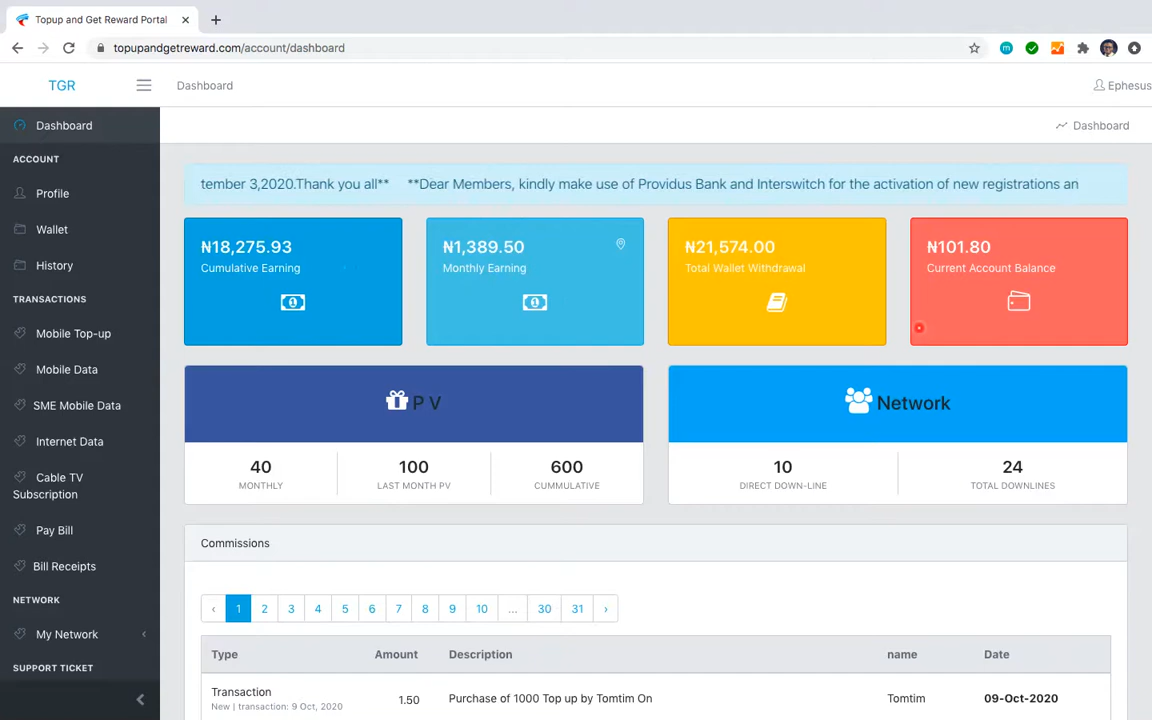 Topup and Get Reward Portal
topupandgetreward.com/account/dashboard
TGR
Dashboard
Ephesus
Dashboard
Dashboard
ACCOUNT
Profile
Wallet
History
TRANSACTIONS
Mobile Top-up
Mobile Data
SME Mobile Data
Internet Data
Cable TV
Subscription
Pay Bill
Bill Receipts
NETWORK
My Network
SUPPORT TICKET
tember 3,2020.Thank you all** **Dear Members, kindly make use of Providus Bank and Interswitch for the activation of new registrations an
₦18,275.93
Cumulative Earning
₦1,389.50
Monthly Earning
₦21,574.00
Total Wallet Withdrawal
₦101.80
Current Account Balance
P V
40
MONTHLY
100
LAST MONTH PV
600
CUMMULATIVE
Network
10
DIRECT DOWN-LINE
24
TOTAL DOWNLINES
Commissions
‹ 1 2 3 4 5 6 7 8 9 10 ... 30 31 ›
Type Amount Description name Date
Transaction
New | transaction: 9 Oct, 2020
1.50 Purchase of 1000 Top up by Tomtim On Tomtim 09-Oct-2020